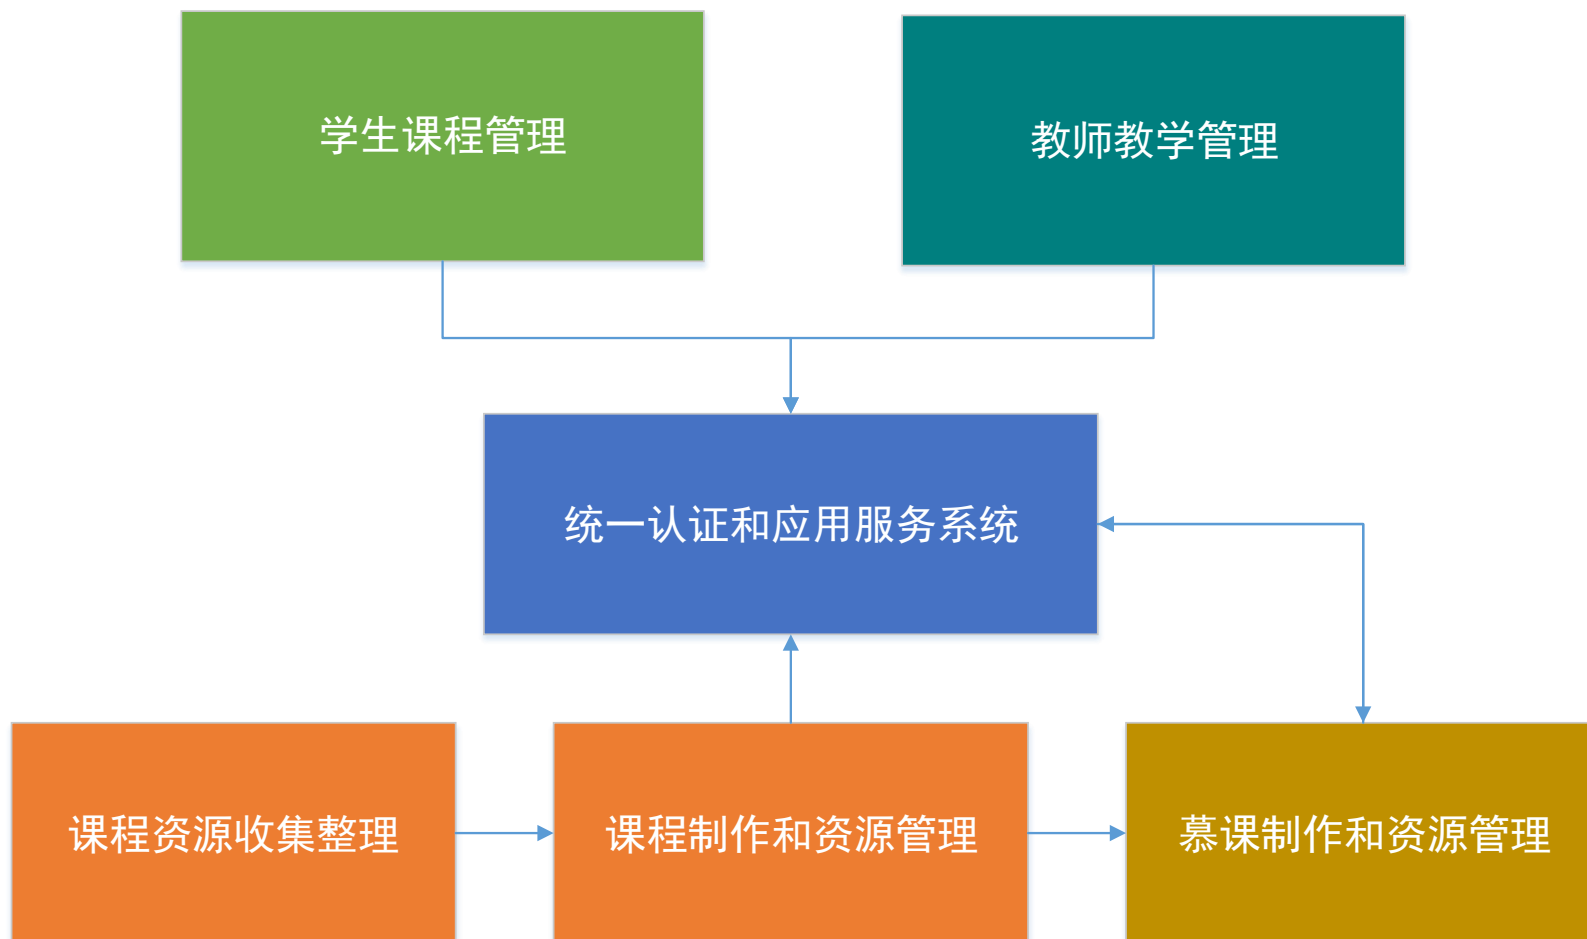 学生课程管理
教师教学管理
统一认证和应用服务系统
课程资源收集整理
课程制作和资源管理
慕课制作和资源管理